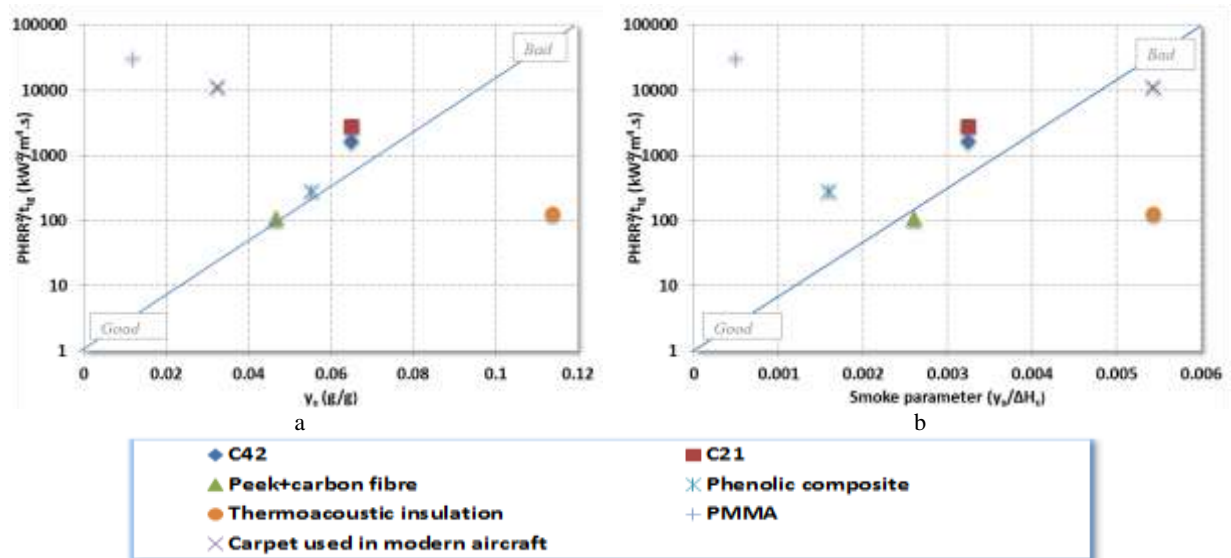 100000
10000
1000
100
10
1
PHRR²/t_ig (kW²/m⁴.s)
Bad
Good
0 0.02 0.04 0.06 0.08 0.1 0.12
y_s (g/g)
a
100000
10000
1000
100
10
1
PHRR²/t_ig (kW²/m⁴.s)
Bad
Good
0 0.001 0.002 0.003 0.004 0.005 0.006
Smoke parameter (y_s/ΔH_c)
b
C42 C21
Peek+carbon fibre Phenolic composite
Thermoacoustic insulation PMMA
Carpet used in modern aircraft